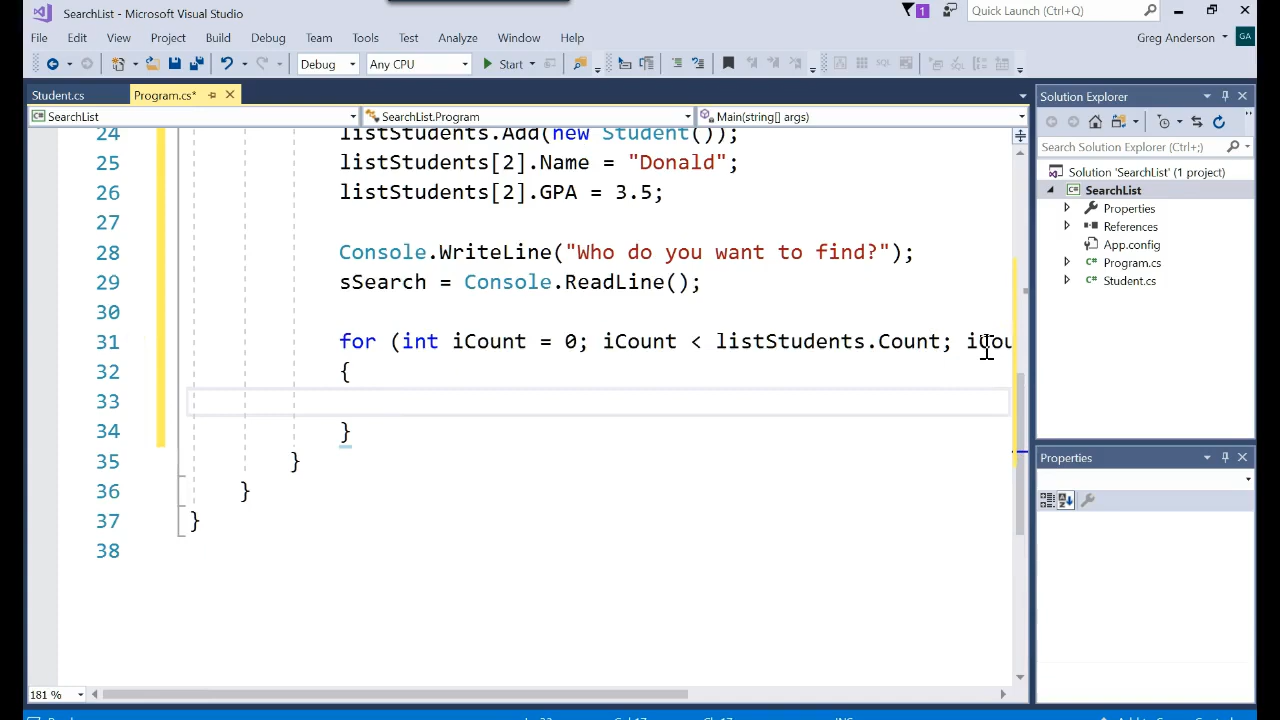 SearchList - Microsoft Visual Studio
1
Quick Launch (Ctrl+Q)
File Edit View Project Build Debug Team Tools Test Analyze Window Help
Greg Anderson
GA
Debug
Any CPU
Start
Student.cs
Program.cs*
SearchList
SearchList.Program
Main(string[] args)
24 listStudents.Add(new Student());
25 listStudents[2].Name = "Donald";
26 listStudents[2].GPA = 3.5;
27
28 Console.WriteLine("Who do you want to find?");
29 sSearch = Console.ReadLine();
30
31 for (int iCount = 0; iCount < listStudents.Count; iCou
32 {
33
34 }
35 }
36 }
37 }
38
181 %
Solution Explorer
Search Solution Explorer (Ctrl+;)
Solution 'SearchList' (1 project)
SearchList
Properties
References
App.config
Program.cs
Student.cs
Properties